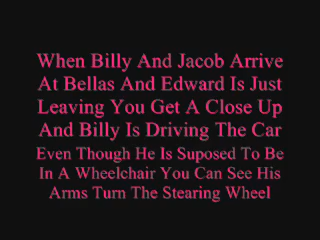 When Billy And Jacob Arrive
At Bellas And Edward Is Just
Leaving You Get A Close Up
And Billy Is Driving The Car
Even Though He Is Suposed To Be
In A Wheelchair You Can See His
Arms Turn The Stearing Wheel